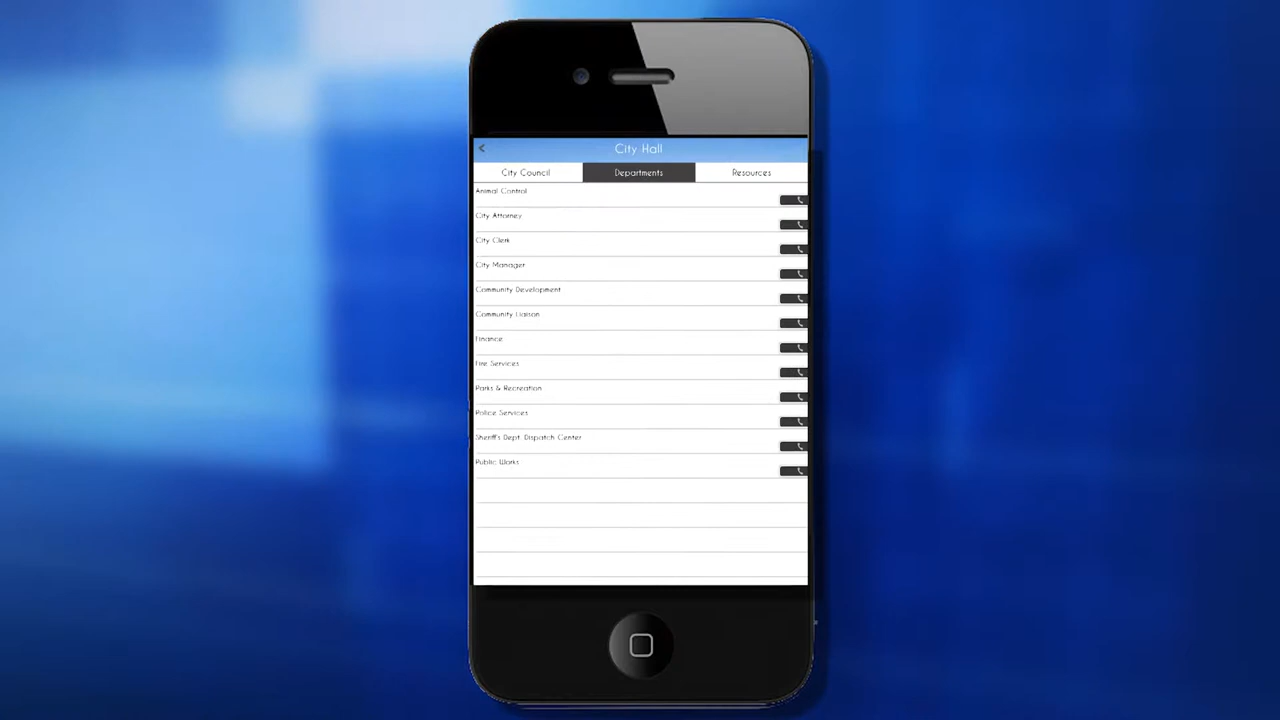 City Hall
City Council Departments Resources
Animal Control
City Attorney
City Clerk
City Manager
Community Development
Community Liaison
Finance
Fire Services
Parks & Recreation
Police Services
Sheriff's Dept. Dispatch Center
Public Works